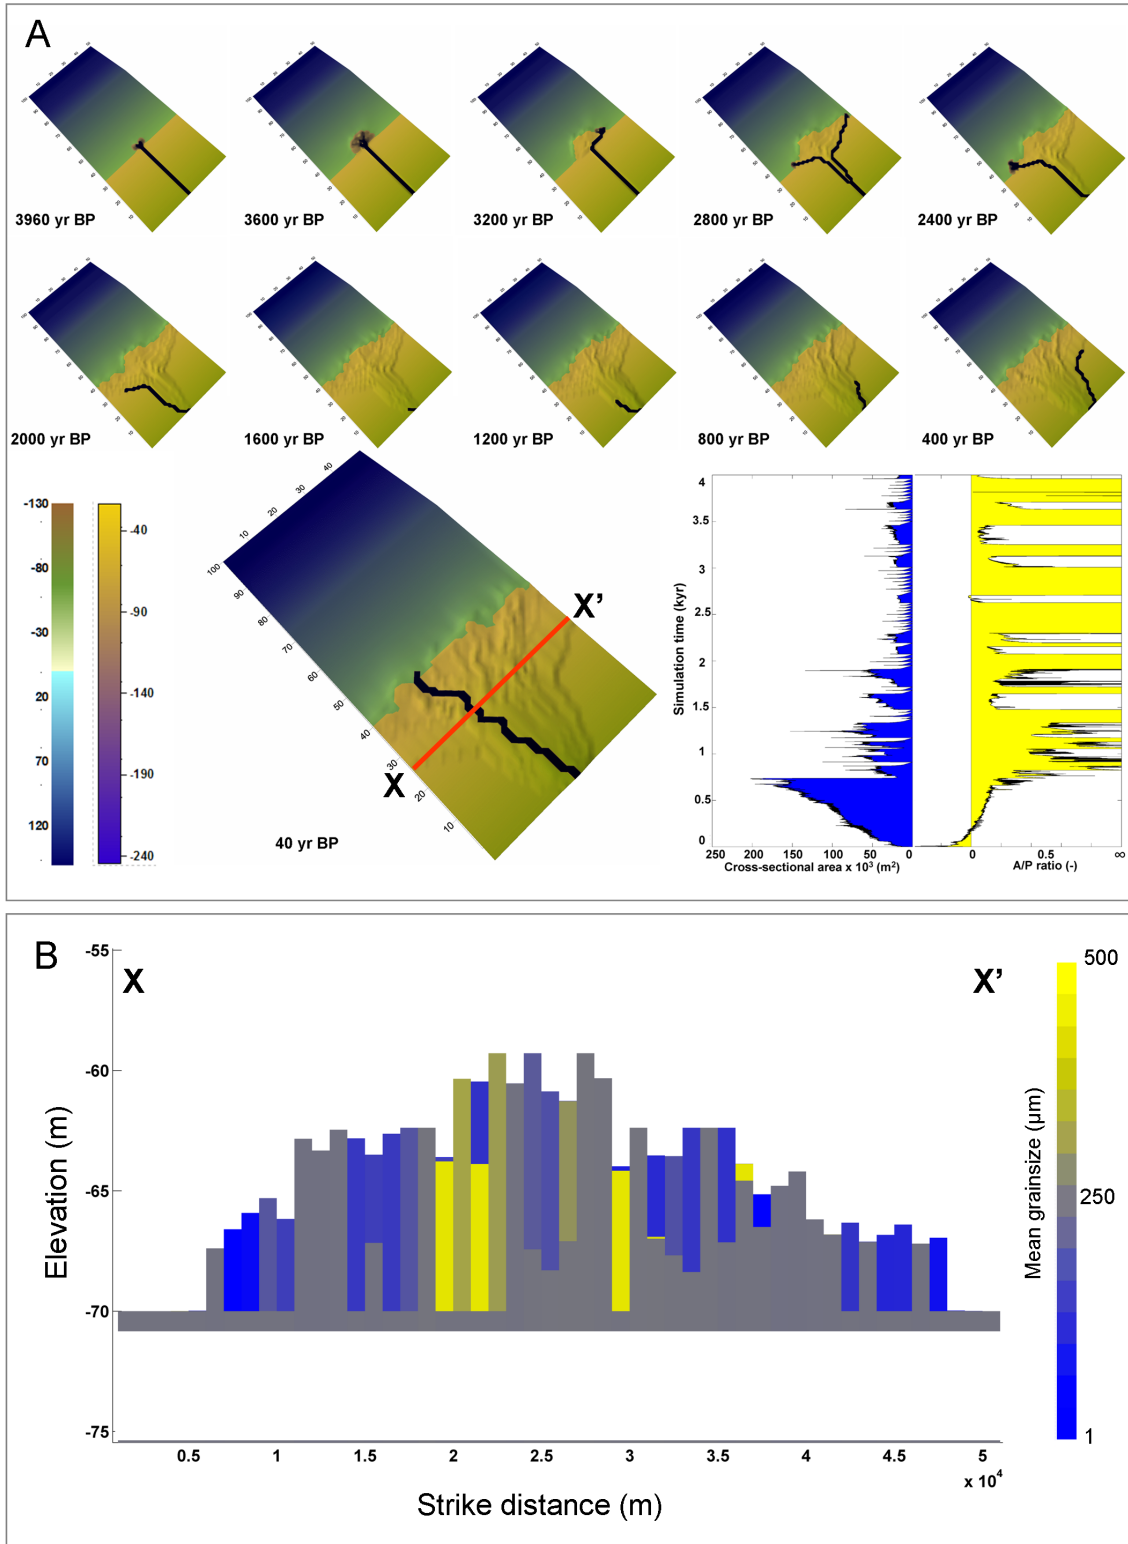 A
3960 yr BP
3600 yr BP
3200 yr BP
2800 yr BP
2400 yr BP
2000 yr BP
1600 yr BP
1200 yr BP
800 yr BP
400 yr BP
-130
-80
-30
20
70
120
-40
-90
-140
-190
-240
100
90
80
70
60
50
40
30
20
10
10
20
30
40
X
X'
40 yr BP
Simulation time (kyr)
4
3.5
3
2.5
2
1.5
1
0.5
0
250 200 150 100 50 0
Cross-sectional area x 10³ (m²)
0 0.5 ∞
A/P ratio (-)
B
X
X'
Elevation (m)
-55
-60
-65
-70
-75
0.5 1 1.5 2 2.5 3 3.5 4 4.5 5
x 10⁴
Strike distance (m)
Mean grainsize (µm)
500
250
1